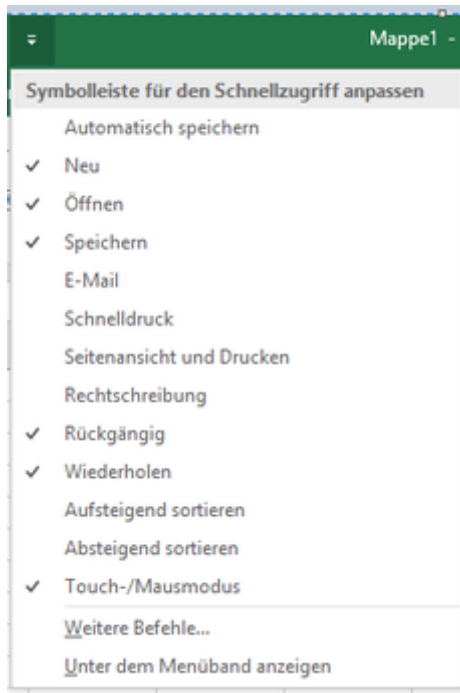 Mappe1 -
Symbolleiste für den Schnellzugriff anpassen
Automatisch speichern
Neu
Öffnen
Speichern
E-Mail
Schnelldruck
Seitenansicht und Drucken
Rechtschreibung
Rückgängig
Wiederholen
Aufsteigend sortieren
Absteigend sortieren
Touch-/Mausmodus
Weitere Befehle...
Unter dem Menüband anzeigen